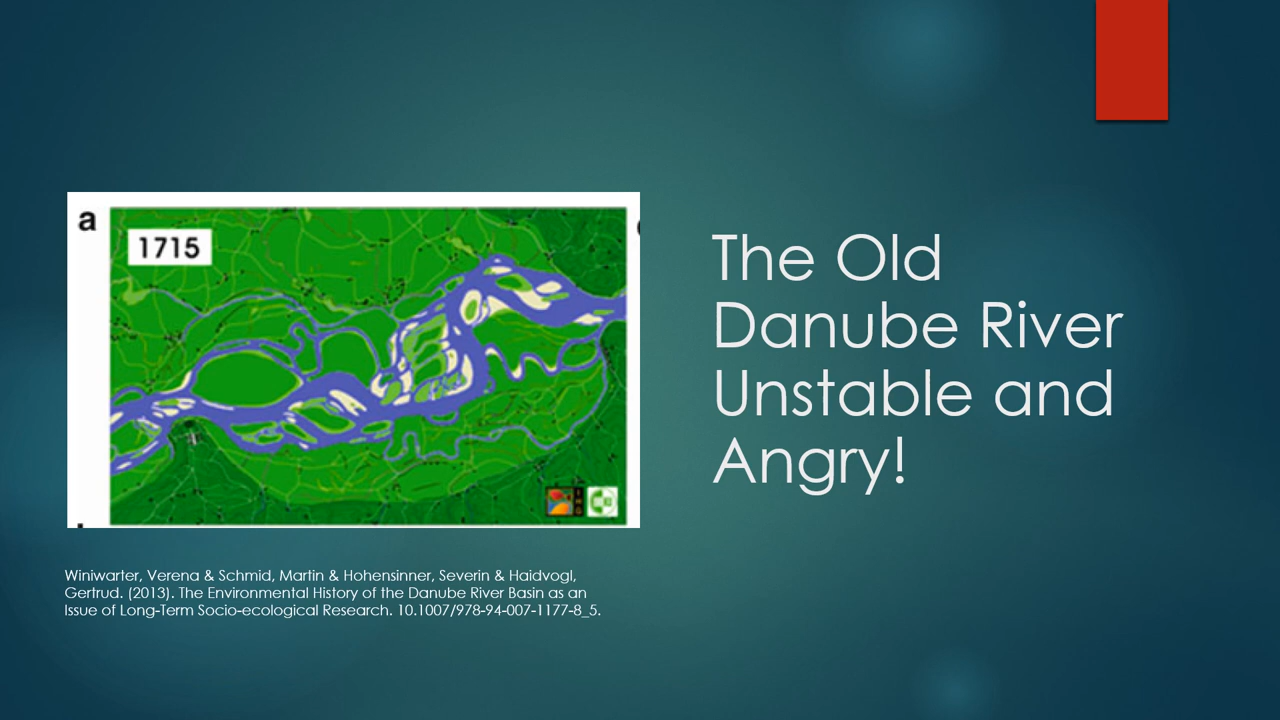 a
1715
The Old
Danube River
Unstable and
Angry!
Winiwarter, Verena & Schmid, Martin & Hohensinner, Severin & Haidvogl,
Gertrud. (2013). The Environmental History of the Danube River Basin as an
Issue of Long-Term Socio-ecological Research. 10.1007/978-94-007-1177-8_5.